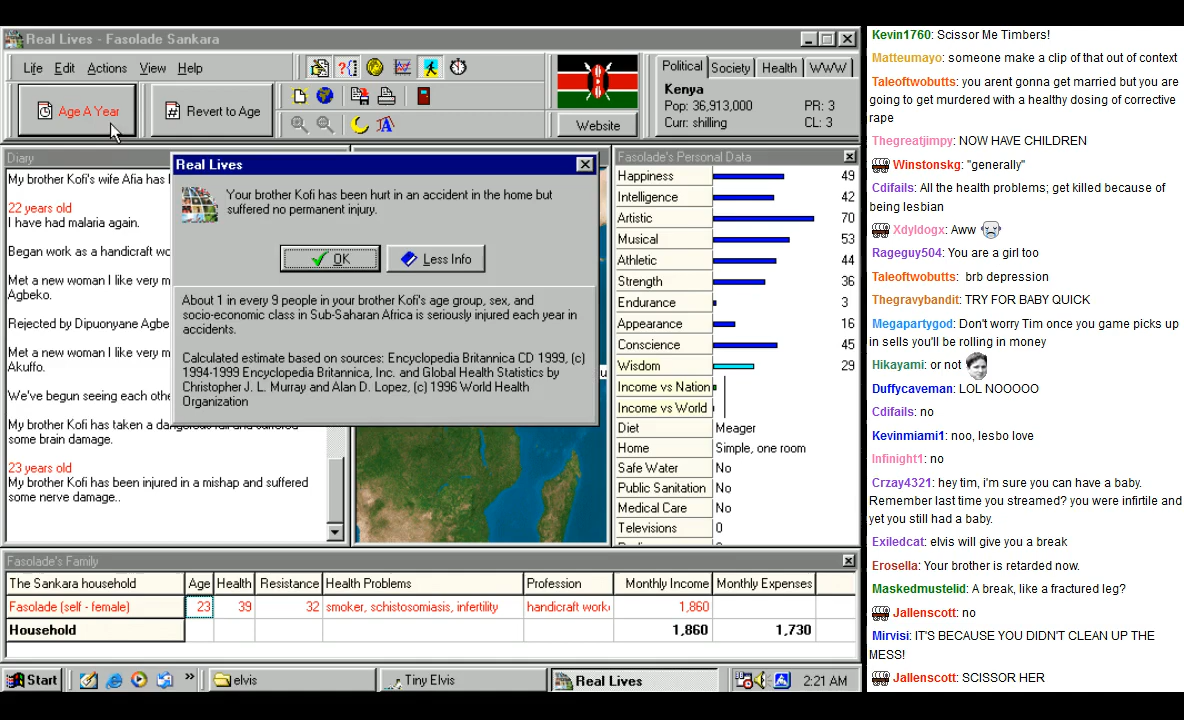 Real Lives - Fasolade Sankara
Life Edit Actions View Help
Age A Year
Revert to Age
Website
Political Society Health WWW
Kenya
Pop: 36,913,000 PR: 3
Curr: shilling CL: 3
Diary
My brother Kofi's wife Afia has
22 years old
I have had malaria again.
Began work as a handicraft wo
Met a new woman I like very m
Agbeko.
Rejected by Dipuonyane Agbe
Met a new woman I like very m
Akuffo.
We've begun seeing each othe
My brother Kofi has taken a dangerous fall and suffered
some brain damage.
23 years old
My brother Kofi has been injured in a mishap and suffered
some nerve damage..
Real Lives
Your brother Kofi has been hurt in an accident in the home but
suffered no permanent injury.
OK
Less Info
About 1 in every 9 people in your brother Kofi's age group, sex, and
socio-economic class in Sub-Saharan Africa is seriously injured each year in
accidents.
Calculated estimate based on sources: Encyclopedia Britannica CD 1999, (c)
1994-1999 Encyclopedia Britannica, Inc. and Global Health Statistics by
Christopher J. L. Murray and Alan D. Lopez, (c) 1996 World Health
Organization
Fasolade's Personal Data
Happiness 49
Intelligence 42
Artistic 70
Musical 53
Athletic 44
Strength 36
Endurance 3
Appearance 16
Conscience 45
Wisdom 29
Income vs Nation
Income vs World
Diet Meager
Home Simple, one room
Safe Water No
Public Sanitation No
Medical Care No
Televisions 0
Fasolade's Family
The Sankara household Age Health Resistance Health Problems Profession Monthly Income Monthly Expenses
Fasolade (self - female) 23 39 32 smoker, schistosomiasis, infertility handicraft work 1,860
Household 1,860 1,730
Start
»
elvis
Tiny Elvis
Real Lives
2:21 AM
Kevin1760: Scissor Me Timbers!
Matteumayo: someone make a clip of that out of context
Taleoftwobutts: you arent gonna get married but you are
going to get murdered with a healthy dosing of corrective
rape
Thegreatjimpy: NOW HAVE CHILDREN
Winstonskg: "generally"
Cdifails: All the health problems; get killed because of
being lesbian
Xdyldogx: Aww
Rageguy504: You are a girl too
Taleoftwobutts: brb depression
Thegravybandit: TRY FOR BABY QUICK
Megapartygod: Don't worry Tim once you game picks up
in sells you'll be rolling in money
Hikayami: or not
Duffycaveman: LOL NOOOOO
Cdifails: no
Kevinmiami1: noo, lesbo love
Infinight1: no
Crzay4321: hey tim, i'm sure you can have a baby.
Remember last time you streamed? you were infirtile and
yet you still had a baby.
Exiledcat: elvis will give you a break
Erosella: Your brother is retarded now.
Maskedmustelid: A break, like a fractured leg?
Jallenscott: no
Mirvisi: IT'S BECAUSE YOU DIDN'T CLEAN UP THE
MESS!
Jallenscott: SCISSOR HER